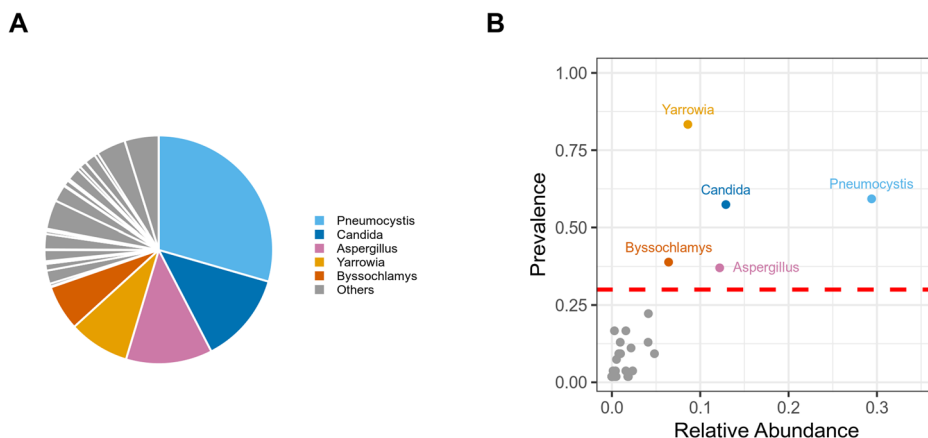 A
Pneumocystis
Candida
Aspergillus
Yarrowia
Byssochlamys
Others
B
Prevalence
1.00
0.75
0.50
0.25
0.00
Yarrowia
Candida
Pneumocystis
Byssochlamys
Aspergillus
0.0 0.1 0.2 0.3
Relative Abundance